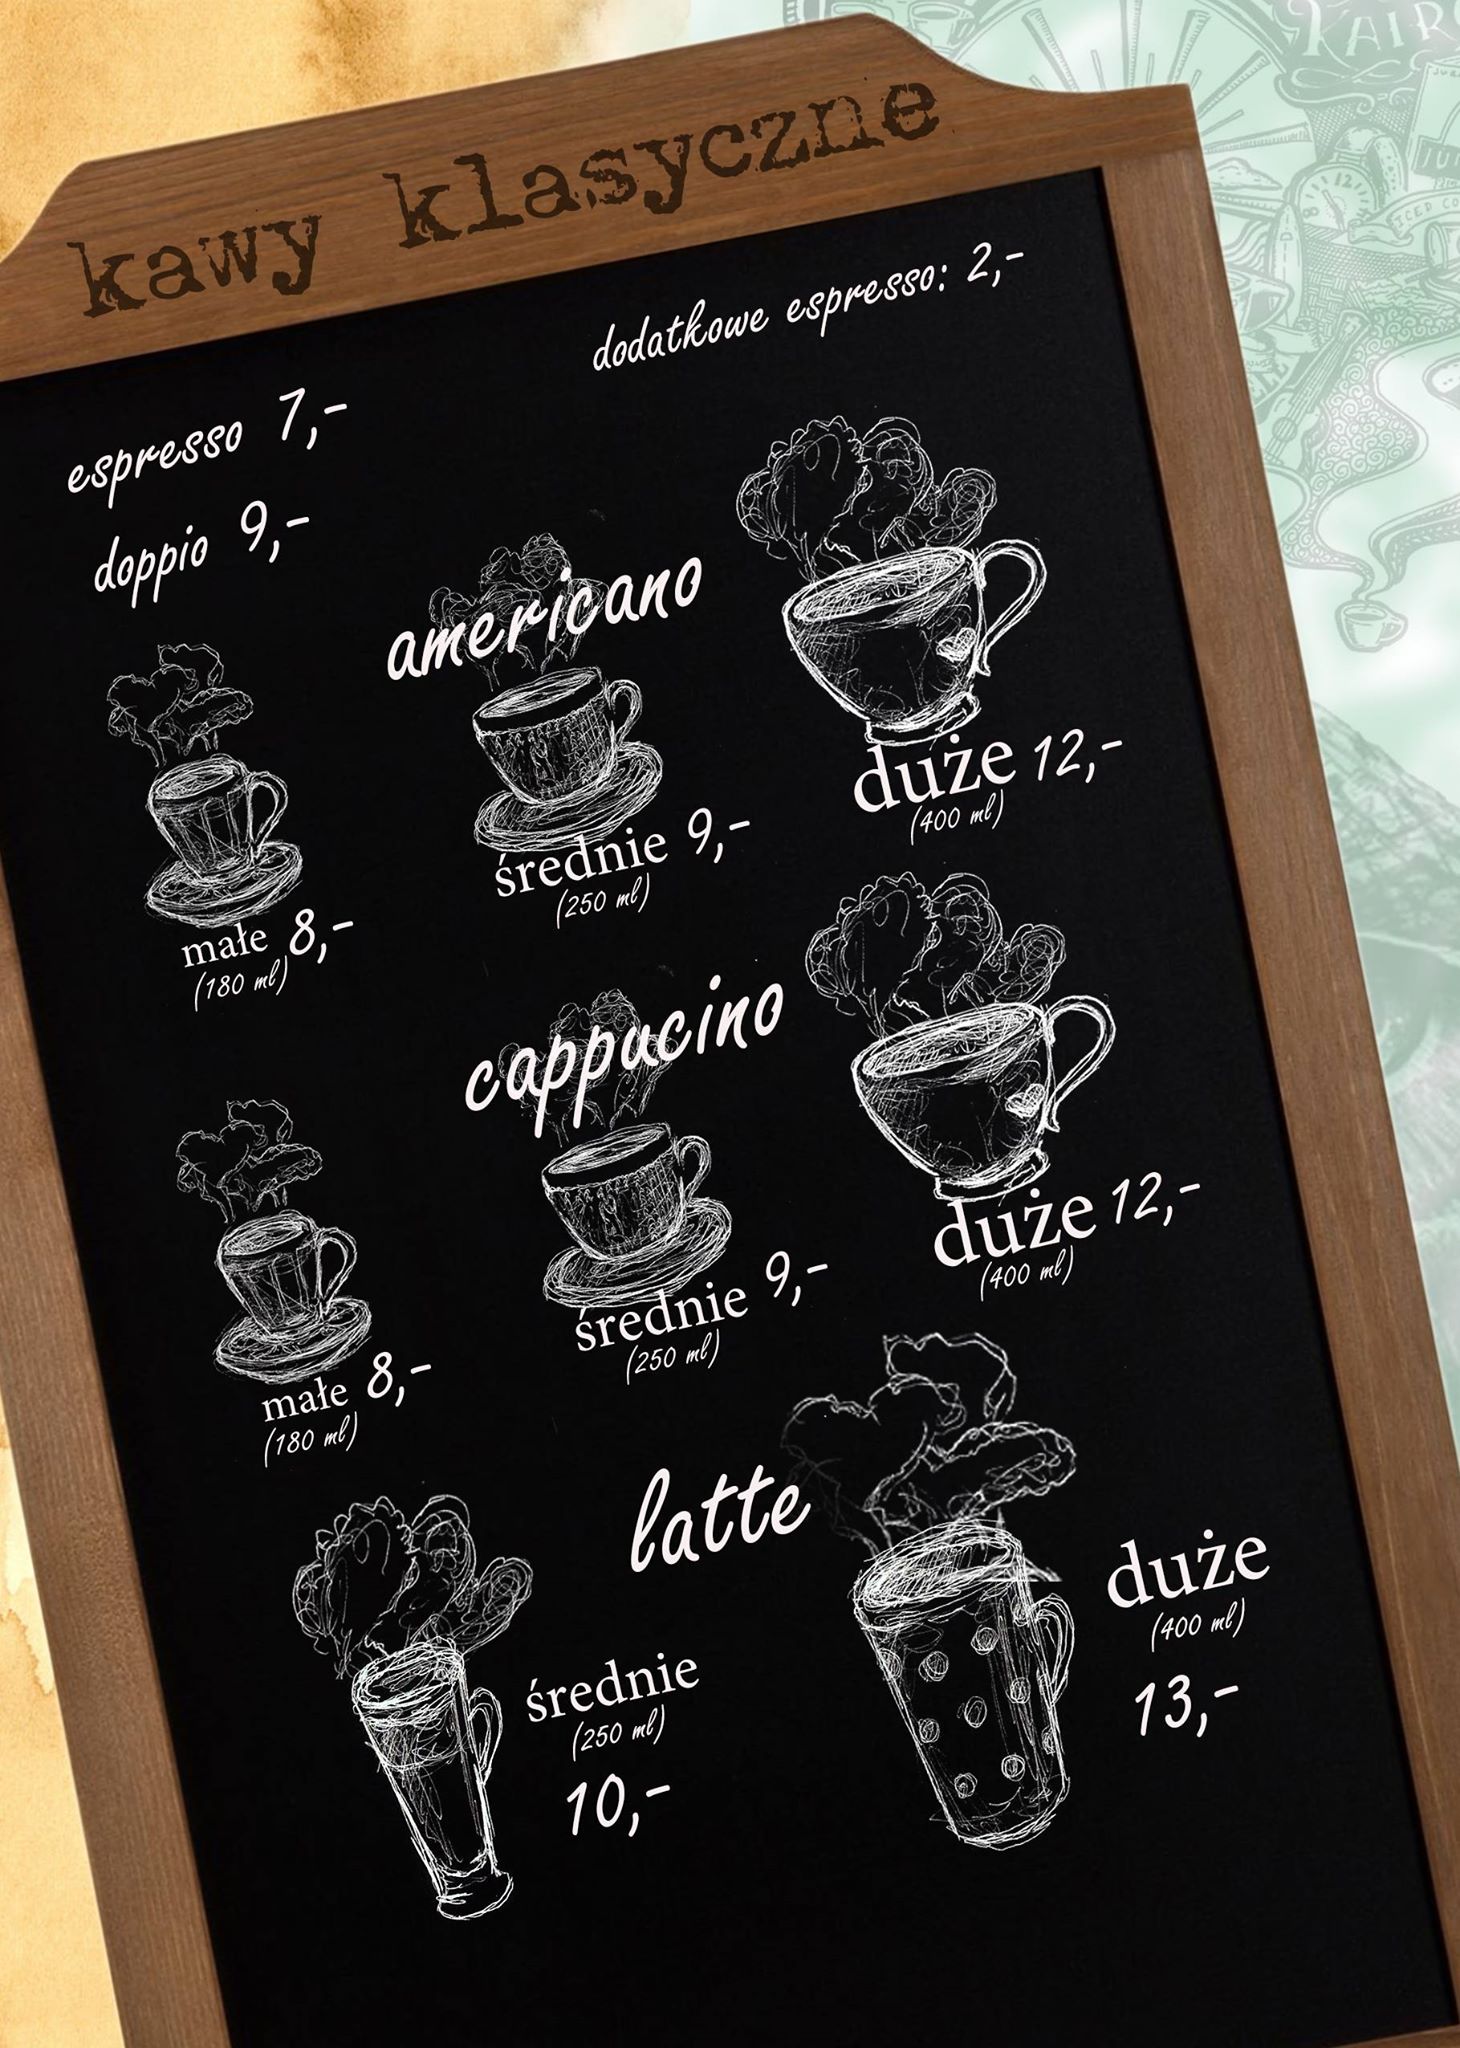 kawy klasyczne
dodatkowe espresso: 2,-
espresso 7,-
doppio 9,-
americano
małe 8,-
(180 ml)
średnie 9,-
(250 ml)
duże 12,-
(400 ml)
cappucino
małe 8,-
(180 ml)
średnie 9,-
(250 ml)
duże 12,-
(400 ml)
latte
średnie
(250 ml)
10,-
duże
(400 ml)
13,-